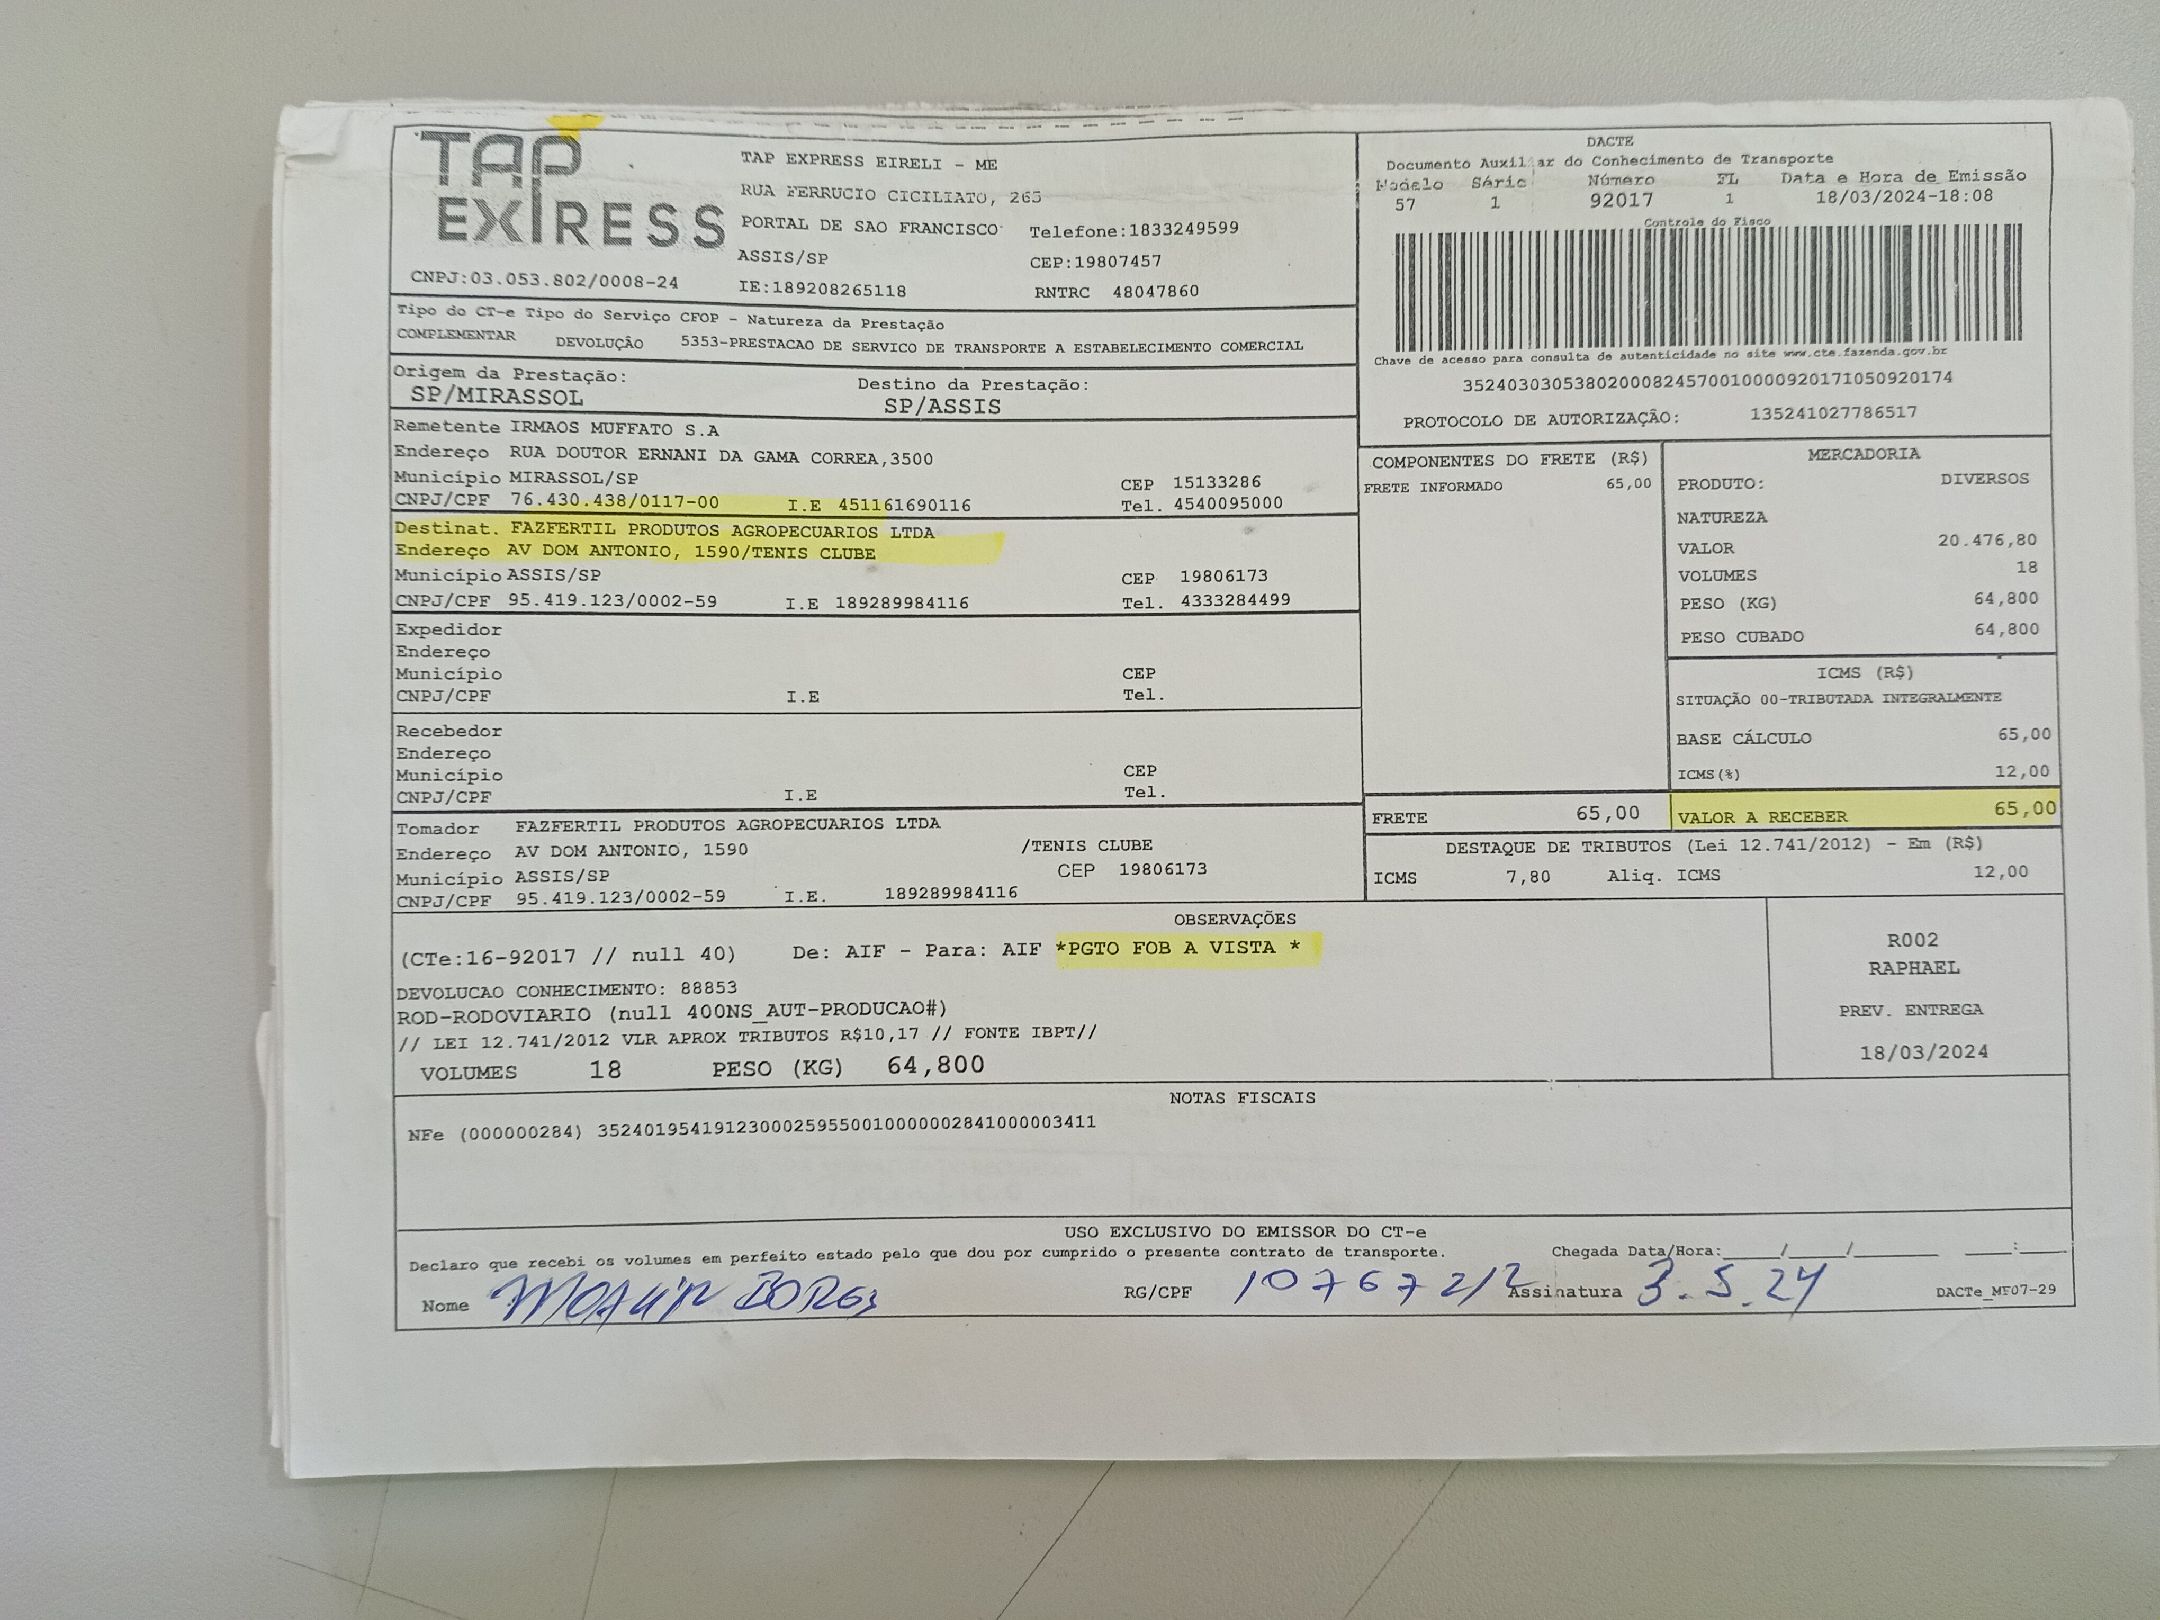 TAP
EXPRESS
CNPJ:03.053.802/0008-24
TAP EXPRESS EIRELI - ME
RUA FERRUCIO CICILIATO, 265
PORTAL DE SAO FRANCISCO Telefone:1833249599
ASSIS/SP CEP:19807457
IE:189208265118 RNTRC 48047860
DACTE
Documento Auxiliar do Conhecimento de Transporte
Modelo Série Número FL Data e Hora de Emissão
57 1 92017 1 18/03/2024-18:08
Controle do Fisco
Chave de acesso para consulta de autenticidade no site www.cte.fazenda.gov.br
35240303053802000824570010000920171050920174
PROTOCOLO DE AUTORIZAÇÃO: 135241027786517
Tipo do CT-e Tipo do Serviço CFOP - Natureza da Prestação
COMPLEMENTAR DEVOLUÇÃO 5353-PRESTACAO DE SERVICO DE TRANSPORTE A ESTABELECIMENTO COMERCIAL
Origem da Prestação: Destino da Prestação:
SP/MIRASSOL SP/ASSIS
Remetente IRMAOS MUFFATO S.A
Endereço RUA DOUTOR ERNANI DA GAMA CORREA,3500
Município MIRASSOL/SP CEP 15133286
CNPJ/CPF 76.430.438/0117-00 I.E 451161690116 Tel. 4540095000
Destinat. FAZFERTIL PRODUTOS AGROPECUARIOS LTDA
Endereço AV DOM ANTONIO, 1590/TENIS CLUBE
Município ASSIS/SP CEP 19806173
CNPJ/CPF 95.419.123/0002-59 I.E 189289984116 Tel. 4333284499
Expedidor
Endereço
Município CEP
CNPJ/CPF I.E Tel.
Recebedor
Endereço
Município CEP
CNPJ/CPF I.E Tel.
Tomador FAZFERTIL PRODUTOS AGROPECUARIOS LTDA
Endereço AV DOM ANTONIO, 1590 /TENIS CLUBE
Município ASSIS/SP CEP 19806173
CNPJ/CPF 95.419.123/0002-59 I.E. 189289984116
COMPONENTES DO FRETE (R$)
FRETE INFORMADO 65,00
MERCADORIA
PRODUTO: DIVERSOS
NATUREZA
VALOR 20.476,80
VOLUMES 18
PESO (KG) 64,800
PESO CUBADO 64,800
ICMS (R$)
SITUAÇÃO 00-TRIBUTADA INTEGRALMENTE
BASE CÁLCULO 65,00
ICMS(%) 12,00
FRETE 65,00 VALOR A RECEBER 65,00
DESTAQUE DE TRIBUTOS (Lei 12.741/2012) - Em (R$)
ICMS 7,80 Aliq. ICMS 12,00
OBSERVAÇÕES
(CTe:16-92017 // null 40) De: AIF - Para: AIF *PGTO FOB A VISTA *
DEVOLUCAO CONHECIMENTO: 88853
ROD-RODOVIARIO (null 400NS_AUT-PRODUCAO#)
// LEI 12.741/2012 VLR APROX TRIBUTOS R$10,17 // FONTE IBPT//
VOLUMES 18 PESO (KG) 64,800
R002
RAPHAEL
PREV. ENTREGA
18/03/2024
NOTAS FISCAIS
NFe (000000284) 35240195419123000259550010000002841000003411
USO EXCLUSIVO DO EMISSOR DO CT-e
Declaro que recebi os volumes em perfeito estado pelo que dou por cumprido o presente contrato de transporte. Chegada Data/Hora:____/____/______ ___:___
Nome MOACIR BORGES RG/CPF 107672/2 Assinatura 3.5.24 DACTe_MF07-29